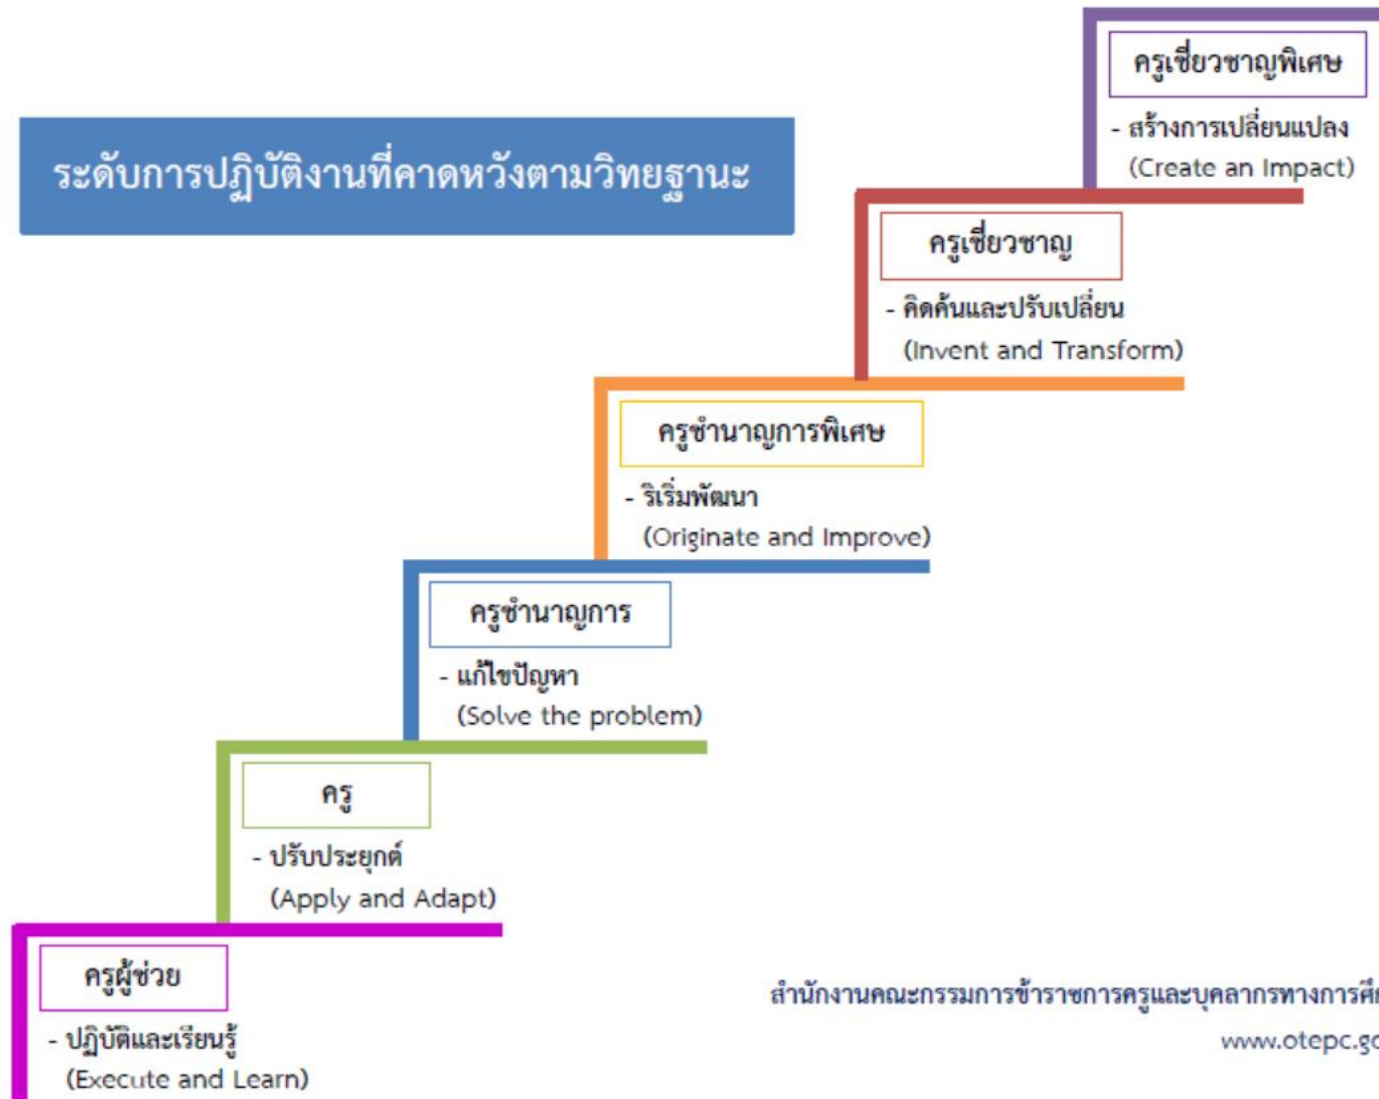 ครูเชี่ยวชาญพิเศษ
- สร้างการเปลี่ยนแปลง
(Create an Impact)
ระดับการปฏิบัติงานที่คาดหวังตามวิทยฐานะ
ครูเชี่ยวชาญ
- คิดค้นและปรับเปลี่ยน
(Invent and Transform)
ครูชำนาญการพิเศษ
- ริเริ่มพัฒนา
(Originate and Improve)
ครูชำนาญการ
- แก้ไขปัญหา
(Solve the problem)
ครู
- ปรับประยุกต์
(Apply and Adapt)
ครูผู้ช่วย
- ปฏิบัติและเรียนรู้
(Execute and Learn)
สำนักงานคณะกรรมการข้าราชการครูและบุคลากรทางการศึ
www.otepc.go